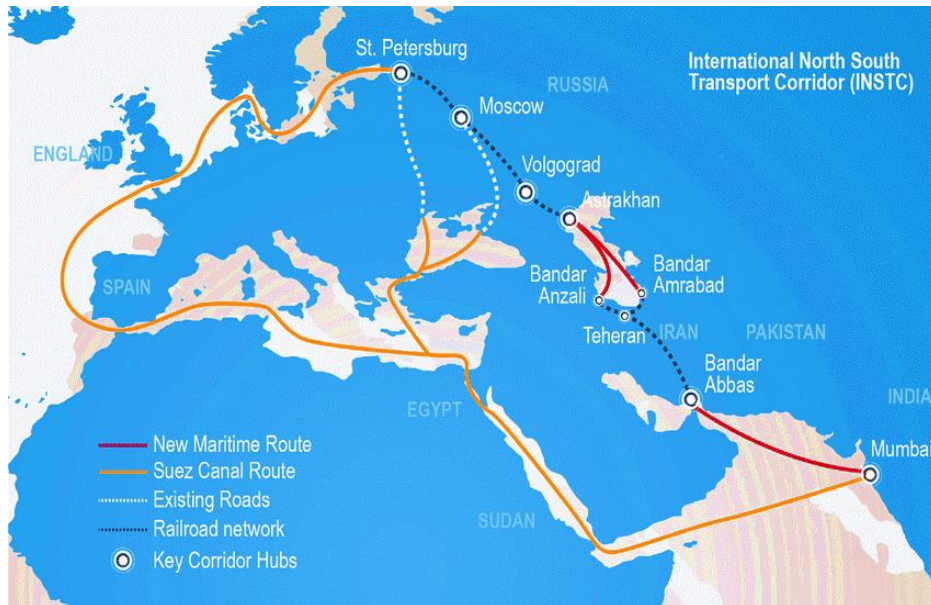 St. Petersburg
International North South
Transport Corridor (INSTC)
RUSSIA
Moscow
ENGLAND
Volgograd
Astrakhan
SPAIN
Bandar
Anzali
Bandar
Amrabad
Teheran
IRAN
PAKISTAN
Bandar
Abbas
INDIA
EGYPT
Mumbai
SUDAN
New Maritime Route
Suez Canal Route
Existing Roads
Railroad network
Key Corridor Hubs